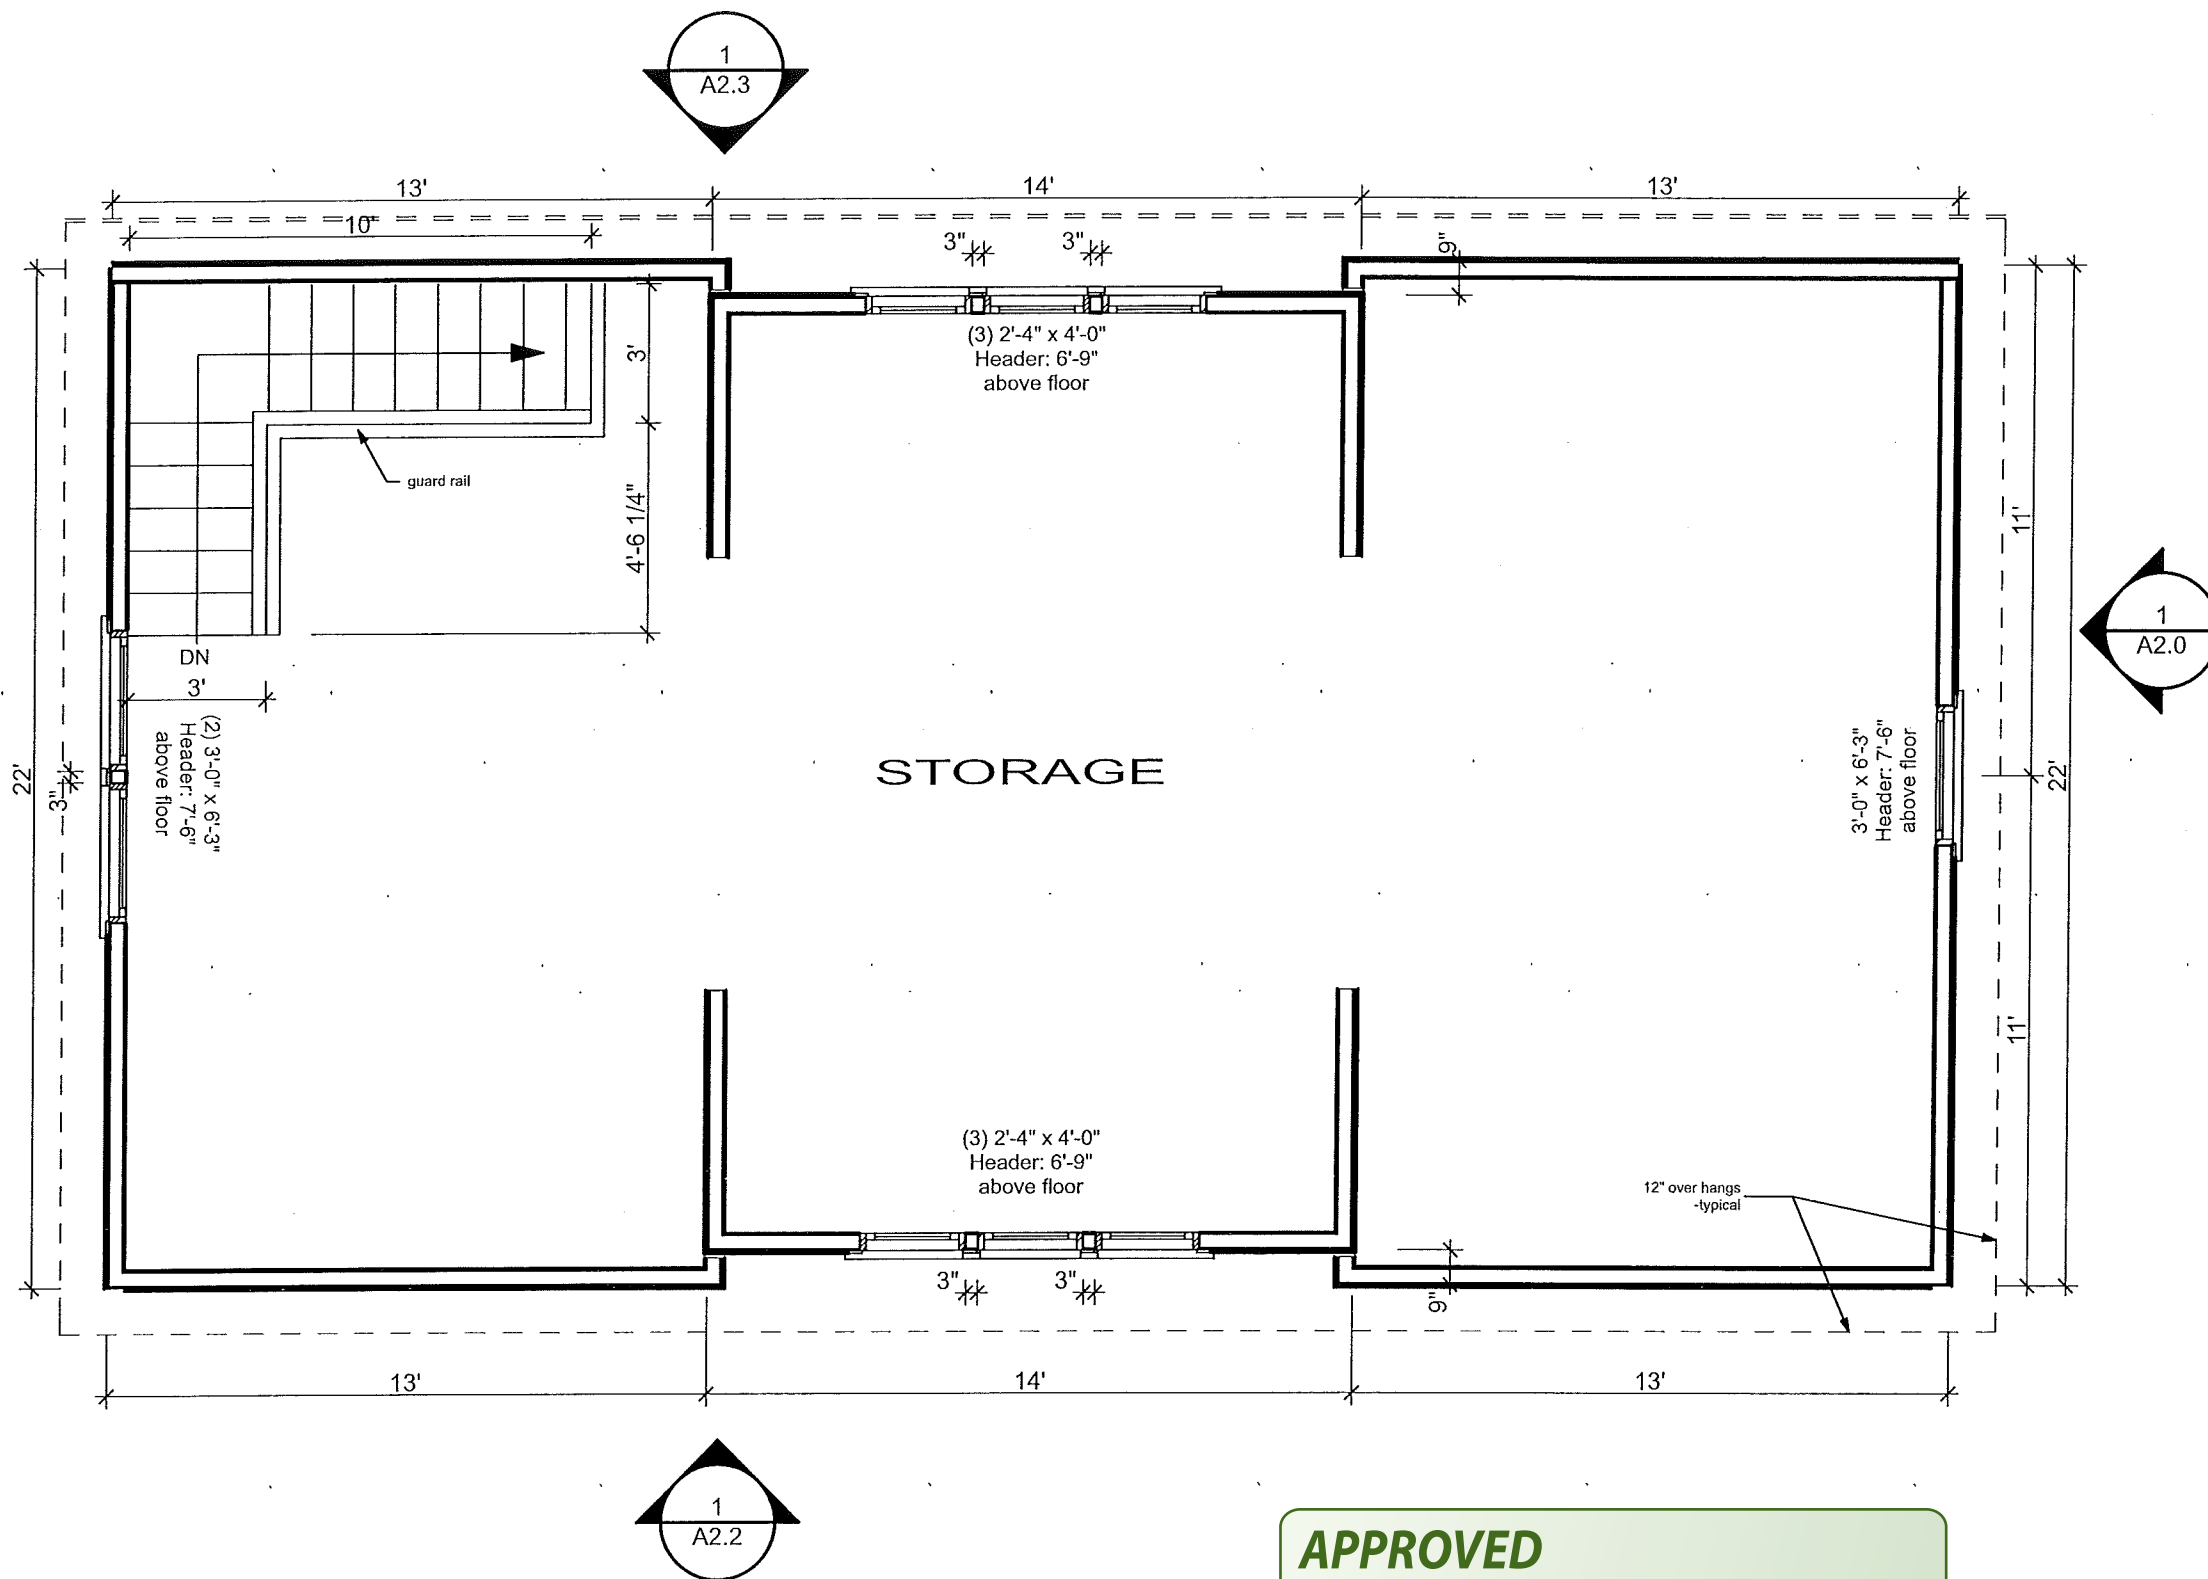 1
A2.3
13'
14'
13'
10"
3"
3"
9"
(3) 2'-4" x 4'-0"
Header: 6'-9"
above floor
3'
guard rail
4'-6 1/4"
11'
1
A2.0
DN
3'
(2) 3'-0" x 6'-3"
Header: 7'-6"
above floor
22'
3"
STORAGE
3'-0" x 6'-3"
Header: 7'-6"
above floor
22'
11'
(3) 2'-4" x 4'-0"
Header: 6'-9"
above floor
12" over hangs
-typical
3"
3"
9"
13'
14'
13'
1
A2.2
APPROVED